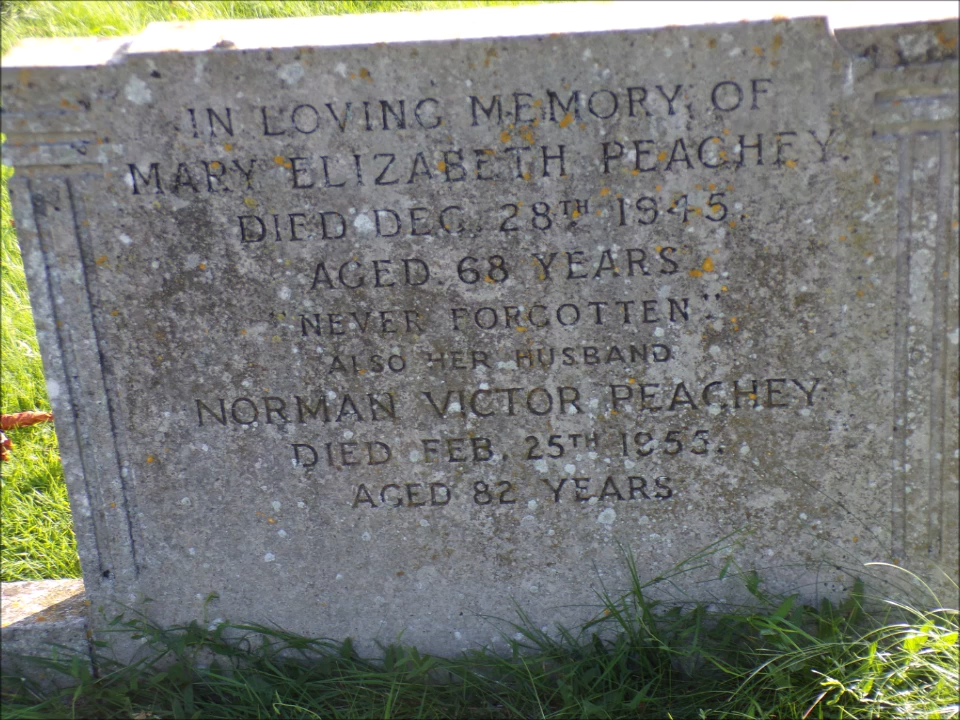 IN LOVING MEMORY OF
MARY ELIZABETH PEACHEY.
DIED DEC. 28TH 1945.
AGED 68 YEARS
"NEVER FORGOTTEN"
ALSO HER HUSBAND
NORMAN VICTOR PEACHEY
DIED FEB. 25TH 1955.
AGED 82 YEARS